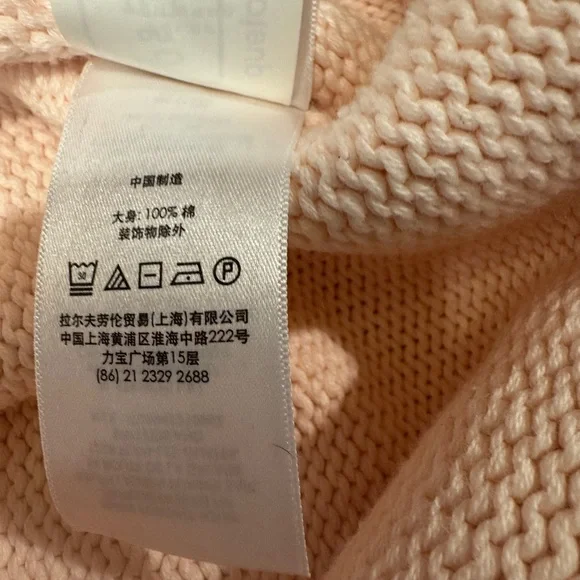 中国制造
大身: 100% 棉
装饰物除外
30
P
拉尔夫劳伦贸易(上海)有限公司
中国上海黄浦区淮海中路222号
力宝广场第15层
(86) 21 2329 2688